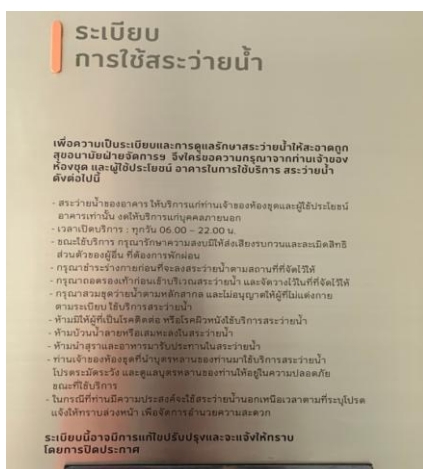 ระเบียบ
การใช้สระว่ายน้ำ
เพื่อความเป็นระเบียบและการดูแลรักษาสระว่ายน้ำให้สะอาดถูก
สุขอนามัยฝ่ายจัดการฯ จึงใคร่ขอความกรุณาจากท่านเจ้าของ
ห้องชุด และผู้ใช้ประโยชน์ อาคารในการใช้บริการ สระว่ายน้ำ
ดังต่อไปนี้
- สระว่ายน้ำของอาคาร ให้บริการแก่ท่านเจ้าของห้องชุดและผู้ใช้ประโยชน์
อาคารเท่านั้น งดให้บริการแก่บุคคลภายนอก
- เวลาเปิดบริการ : ทุกวัน 06.00 – 22.00 น.
- ขณะใช้บริการ กรุณารักษาความสงบมิให้ส่งเสียงรบกวนและละเมิดสิทธิ
ส่วนตัวของผู้อื่น ที่ต้องการพักผ่อน
- กรุณาชำระร่างกายก่อนที่จะลงสระว่ายน้ำตามสถานที่ที่จัดไว้ให้
- กรุณาถอดรองเท้าก่อนเข้าบริเวณสระว่ายน้ำ และจัดวางไว้ในที่ที่จัดไว้ให้
- กรุณาสวมชุดว่ายน้ำตามหลักสากล และไม่อนุญาตให้ผู้ที่ไม่แต่งกาย
ตามระเบียบ ใช้บริการสระว่ายน้ำ
- ห้ามมิให้ผู้ที่เป็นโรคติดต่อ หรือโรคผิวหนังใช้บริการสระว่ายน้ำ
- ห้ามบ้วนน้ำลายหรือเสมหะลงในสระว่ายน้ำ
- ห้ามนำสุราและอาหารมารับประทานในสระว่ายน้ำ
- ท่านเจ้าของห้องชุดที่นำบุตรหลานของท่านมาใช้บริการสระว่ายน้ำ
โปรดระมัดระวัง และดูแลบุตรหลานของท่านให้อยู่ในความปลอดภัย
ขณะที่ใช้บริการ
- ในกรณีที่ท่านมีความประสงค์จะใช้สระว่ายน้ำนอกเหนือเวลาตามที่ระบุโปรด
แจ้งให้ทราบล่วงหน้า เพื่อจัดการอำนวยความสะดวก
ระเบียบนี้อาจมีการแก้ไขปรับปรุงและจะแจ้งให้ทราบ
โดยการปิดประกาศ